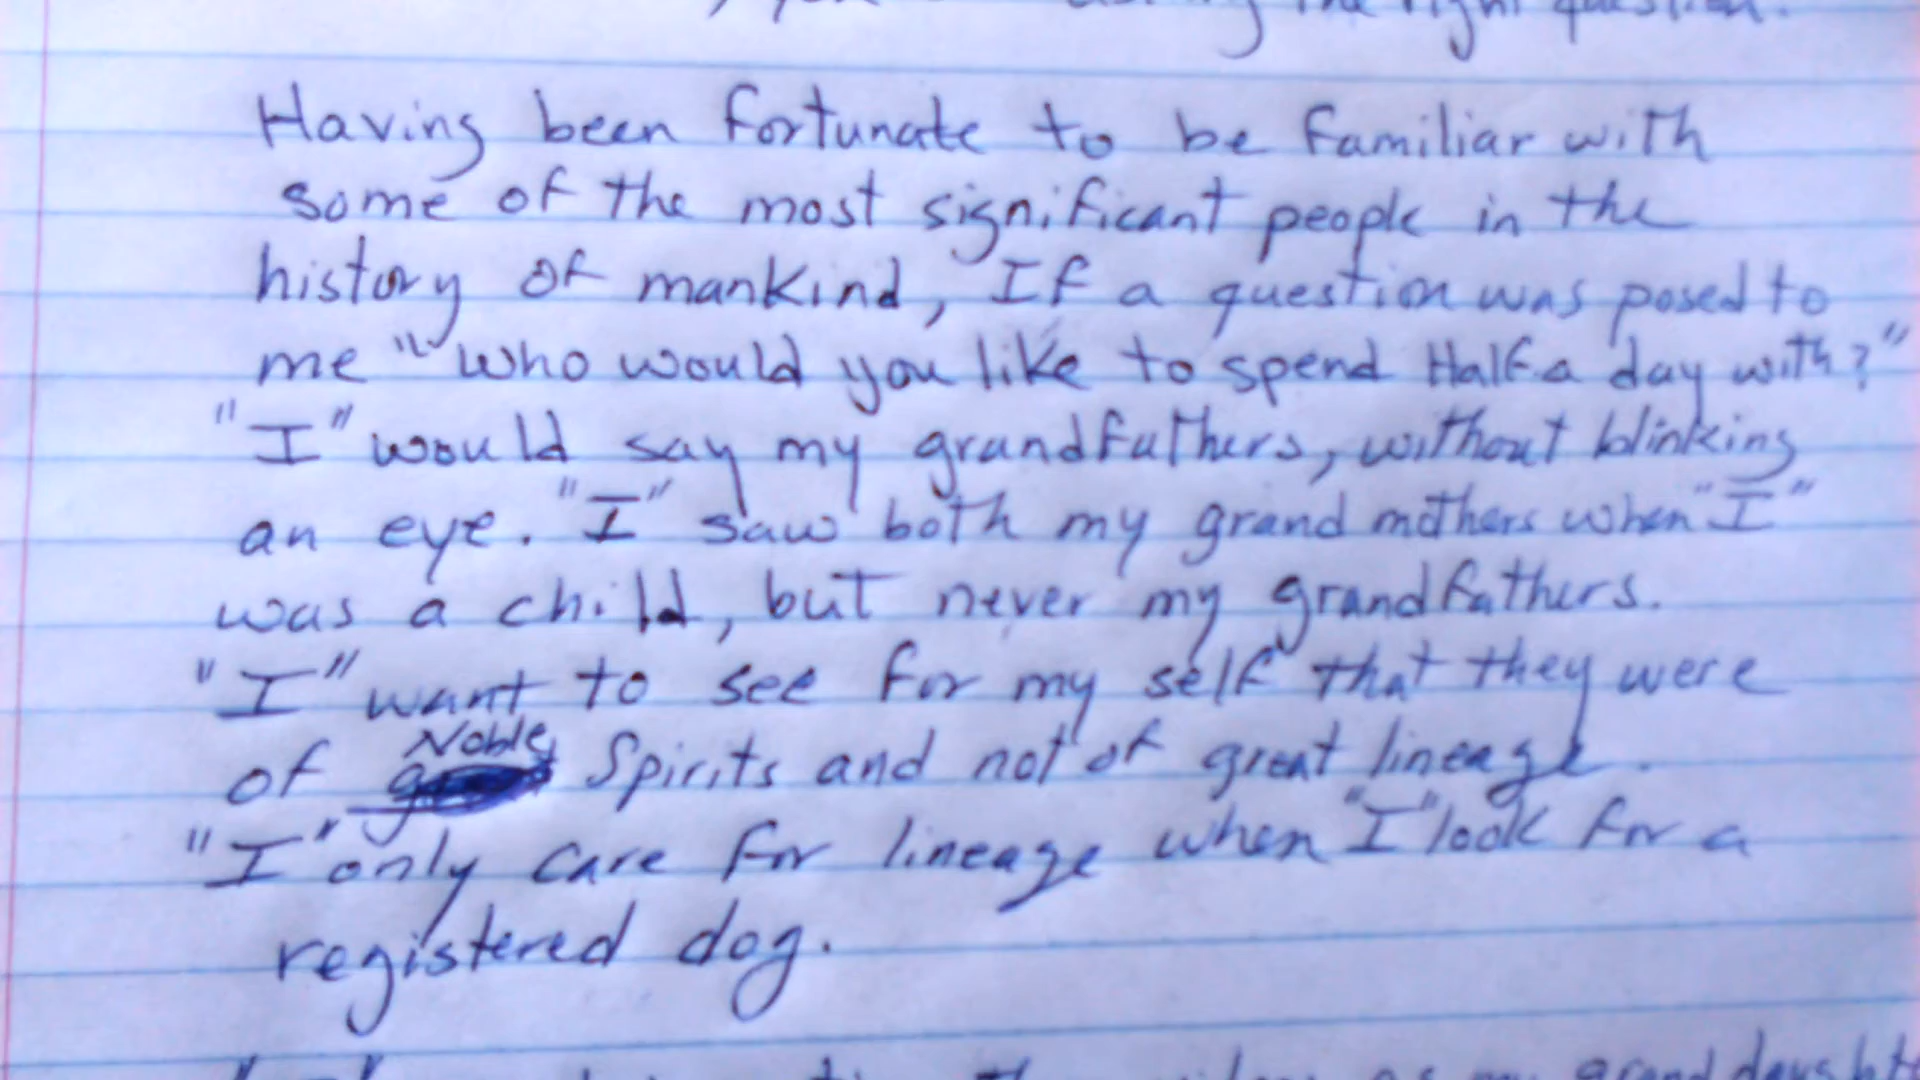 the right question.
Having been fortunate to be familiar with
some of the most significant people in the
history of mankind, If a question was posed to
me "who would you like to spend Half a day with?"
"I" would say my grandfathers, without blinking
an eye. "I" saw both my grand mothers when "I"
was a child, but never my grandfathers.
"I" want to see for my self that they were
Noble
of Spirits and not of great lineage.
"I" only care for lineage when "I" look for a
registered dog.